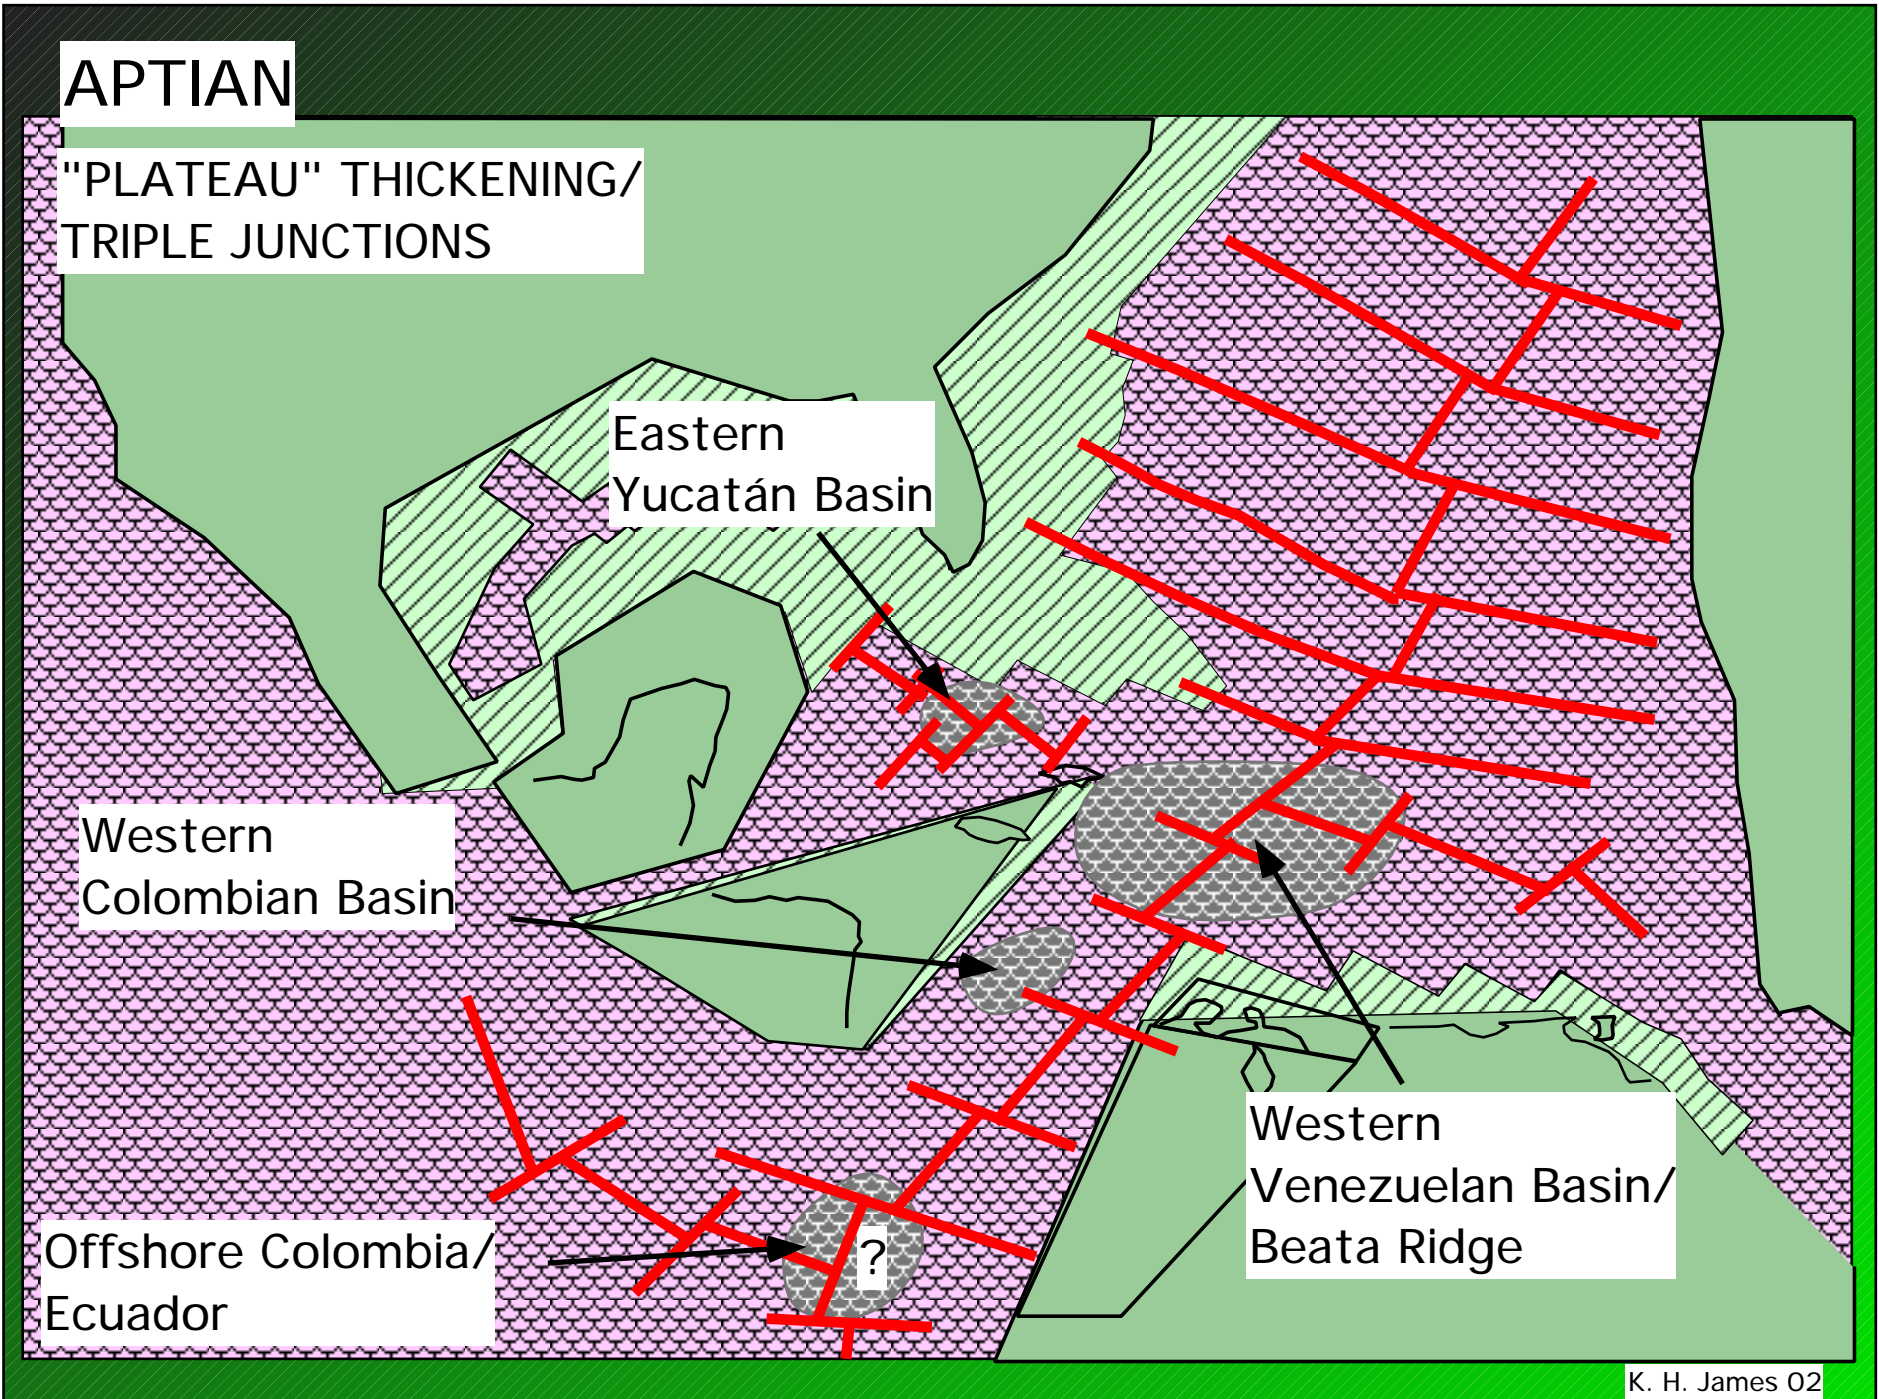 APTIAN
"PLATEAU" THICKENING/
TRIPLE JUNCTIONS
Eastern
Yucatán Basin
Western
Colombian Basin
Western
Venezuelan Basin/
Beata Ridge
Offshore Colombia/
Ecuador
?
K. H. James 02